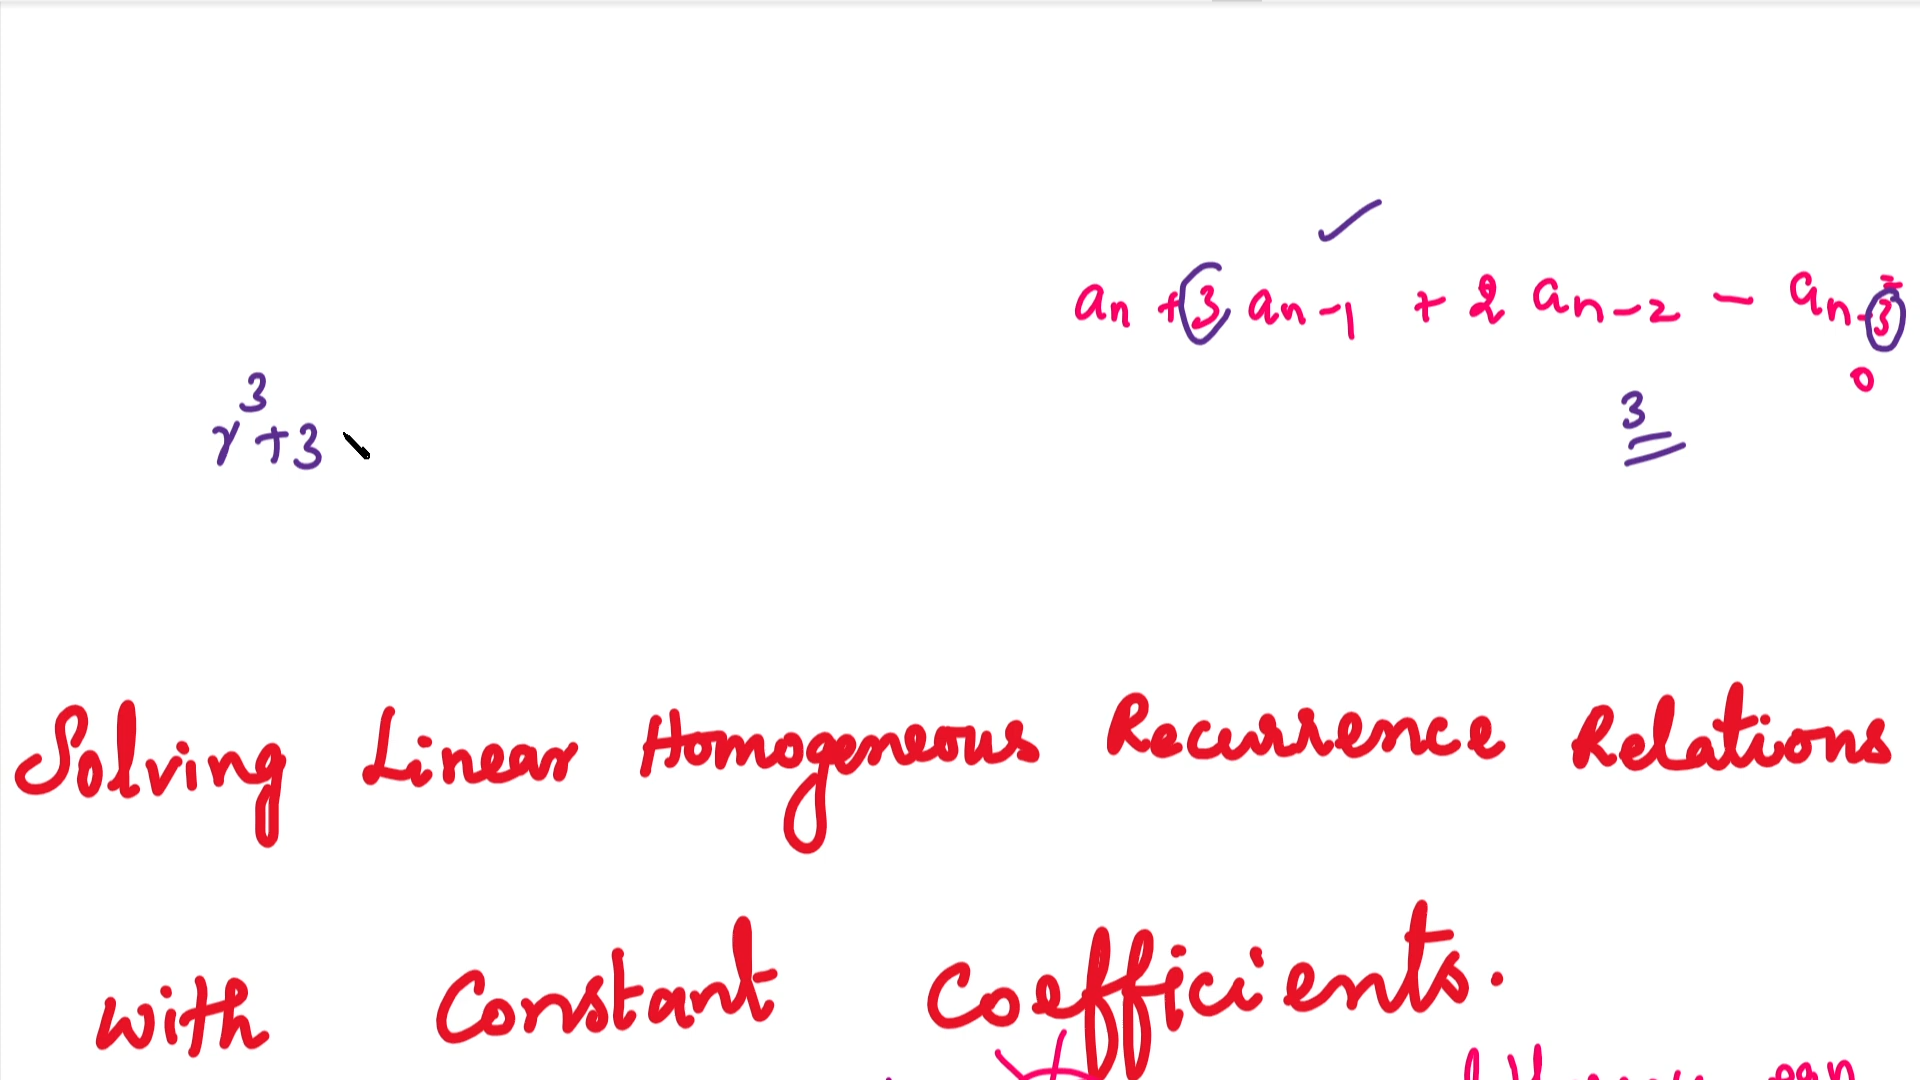 an + 3 an-1 + 2 an-2 - an-3 =
0
3
r³ + 3
Solving Linear Homogeneous Recurrence Relations
with Constant Coefficients.